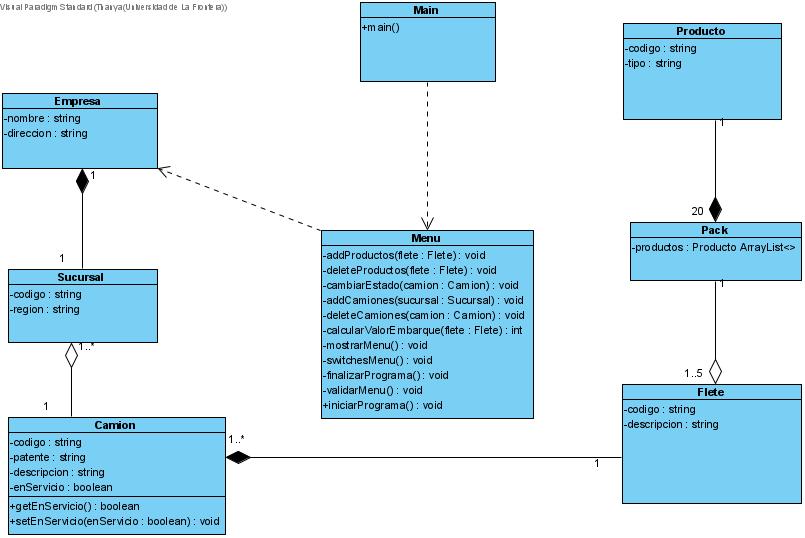 Visual Paradigm Standard (Thanya(Universidad de La Frontera))
Main
+main()
Producto
-codigo : string
-tipo : string
1
Empresa
-nombre : string
-direccion : string
1
1
20
Pack
-productos : Producto ArrayList<>
1
Menu
-addProductos(flete : Flete) : void
-deleteProductos(flete : Flete) : void
-cambiarEstado(camion : Camion) : void
-addCamiones(sucursal : Sucursal) : void
-deleteCamiones(camion : Camion) : void
-calcularValorEmbarque(flete : Flete) : int
-mostrarMenu() : void
-switchesMenu() : void
-finalizarPrograma() : void
-validarMenu() : void
+iniciarPrograma() : void
Sucursal
-codigo : string
-region : string
1..*
1
1..5
Flete
-codigo : string
-descripcion : string
Camion
-codigo : string
-patente : string
-descripcion : string
-enServicio : boolean
+getEnServicio() : boolean
+setEnServicio(enServicio : boolean) : void
1..*
1